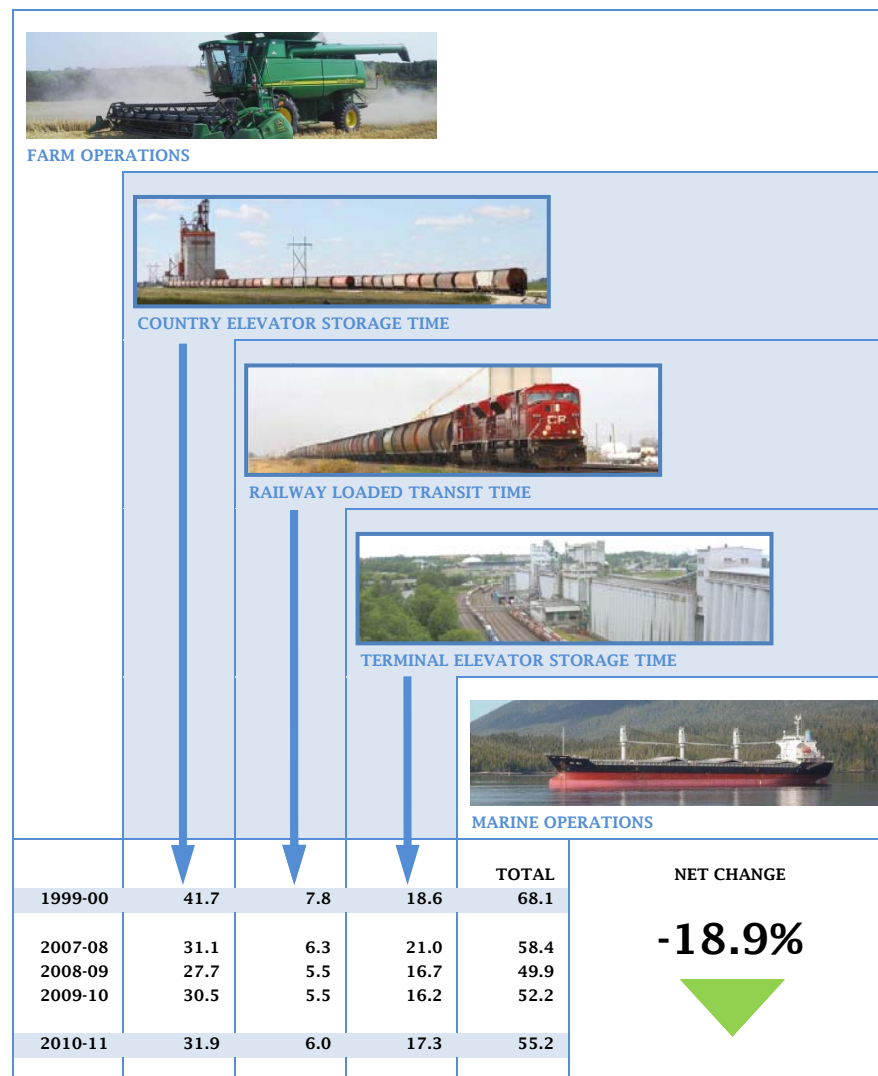 FARM OPERATIONS
COUNTRY ELEVATOR STORAGE TIME
CP
RAILWAY LOADED TRANSIT TIME
TERMINAL ELEVATOR STORAGE TIME
MARINE OPERATIONS
TOTAL NET CHANGE
1999-00 41.7 7.8 18.6 68.1
2007-08 31.1 6.3 21.0 58.4
2008-09 27.7 5.5 16.7 49.9
2009-10 30.5 5.5 16.2 52.2
2010-11 31.9 6.0 17.3 55.2
-18.9%